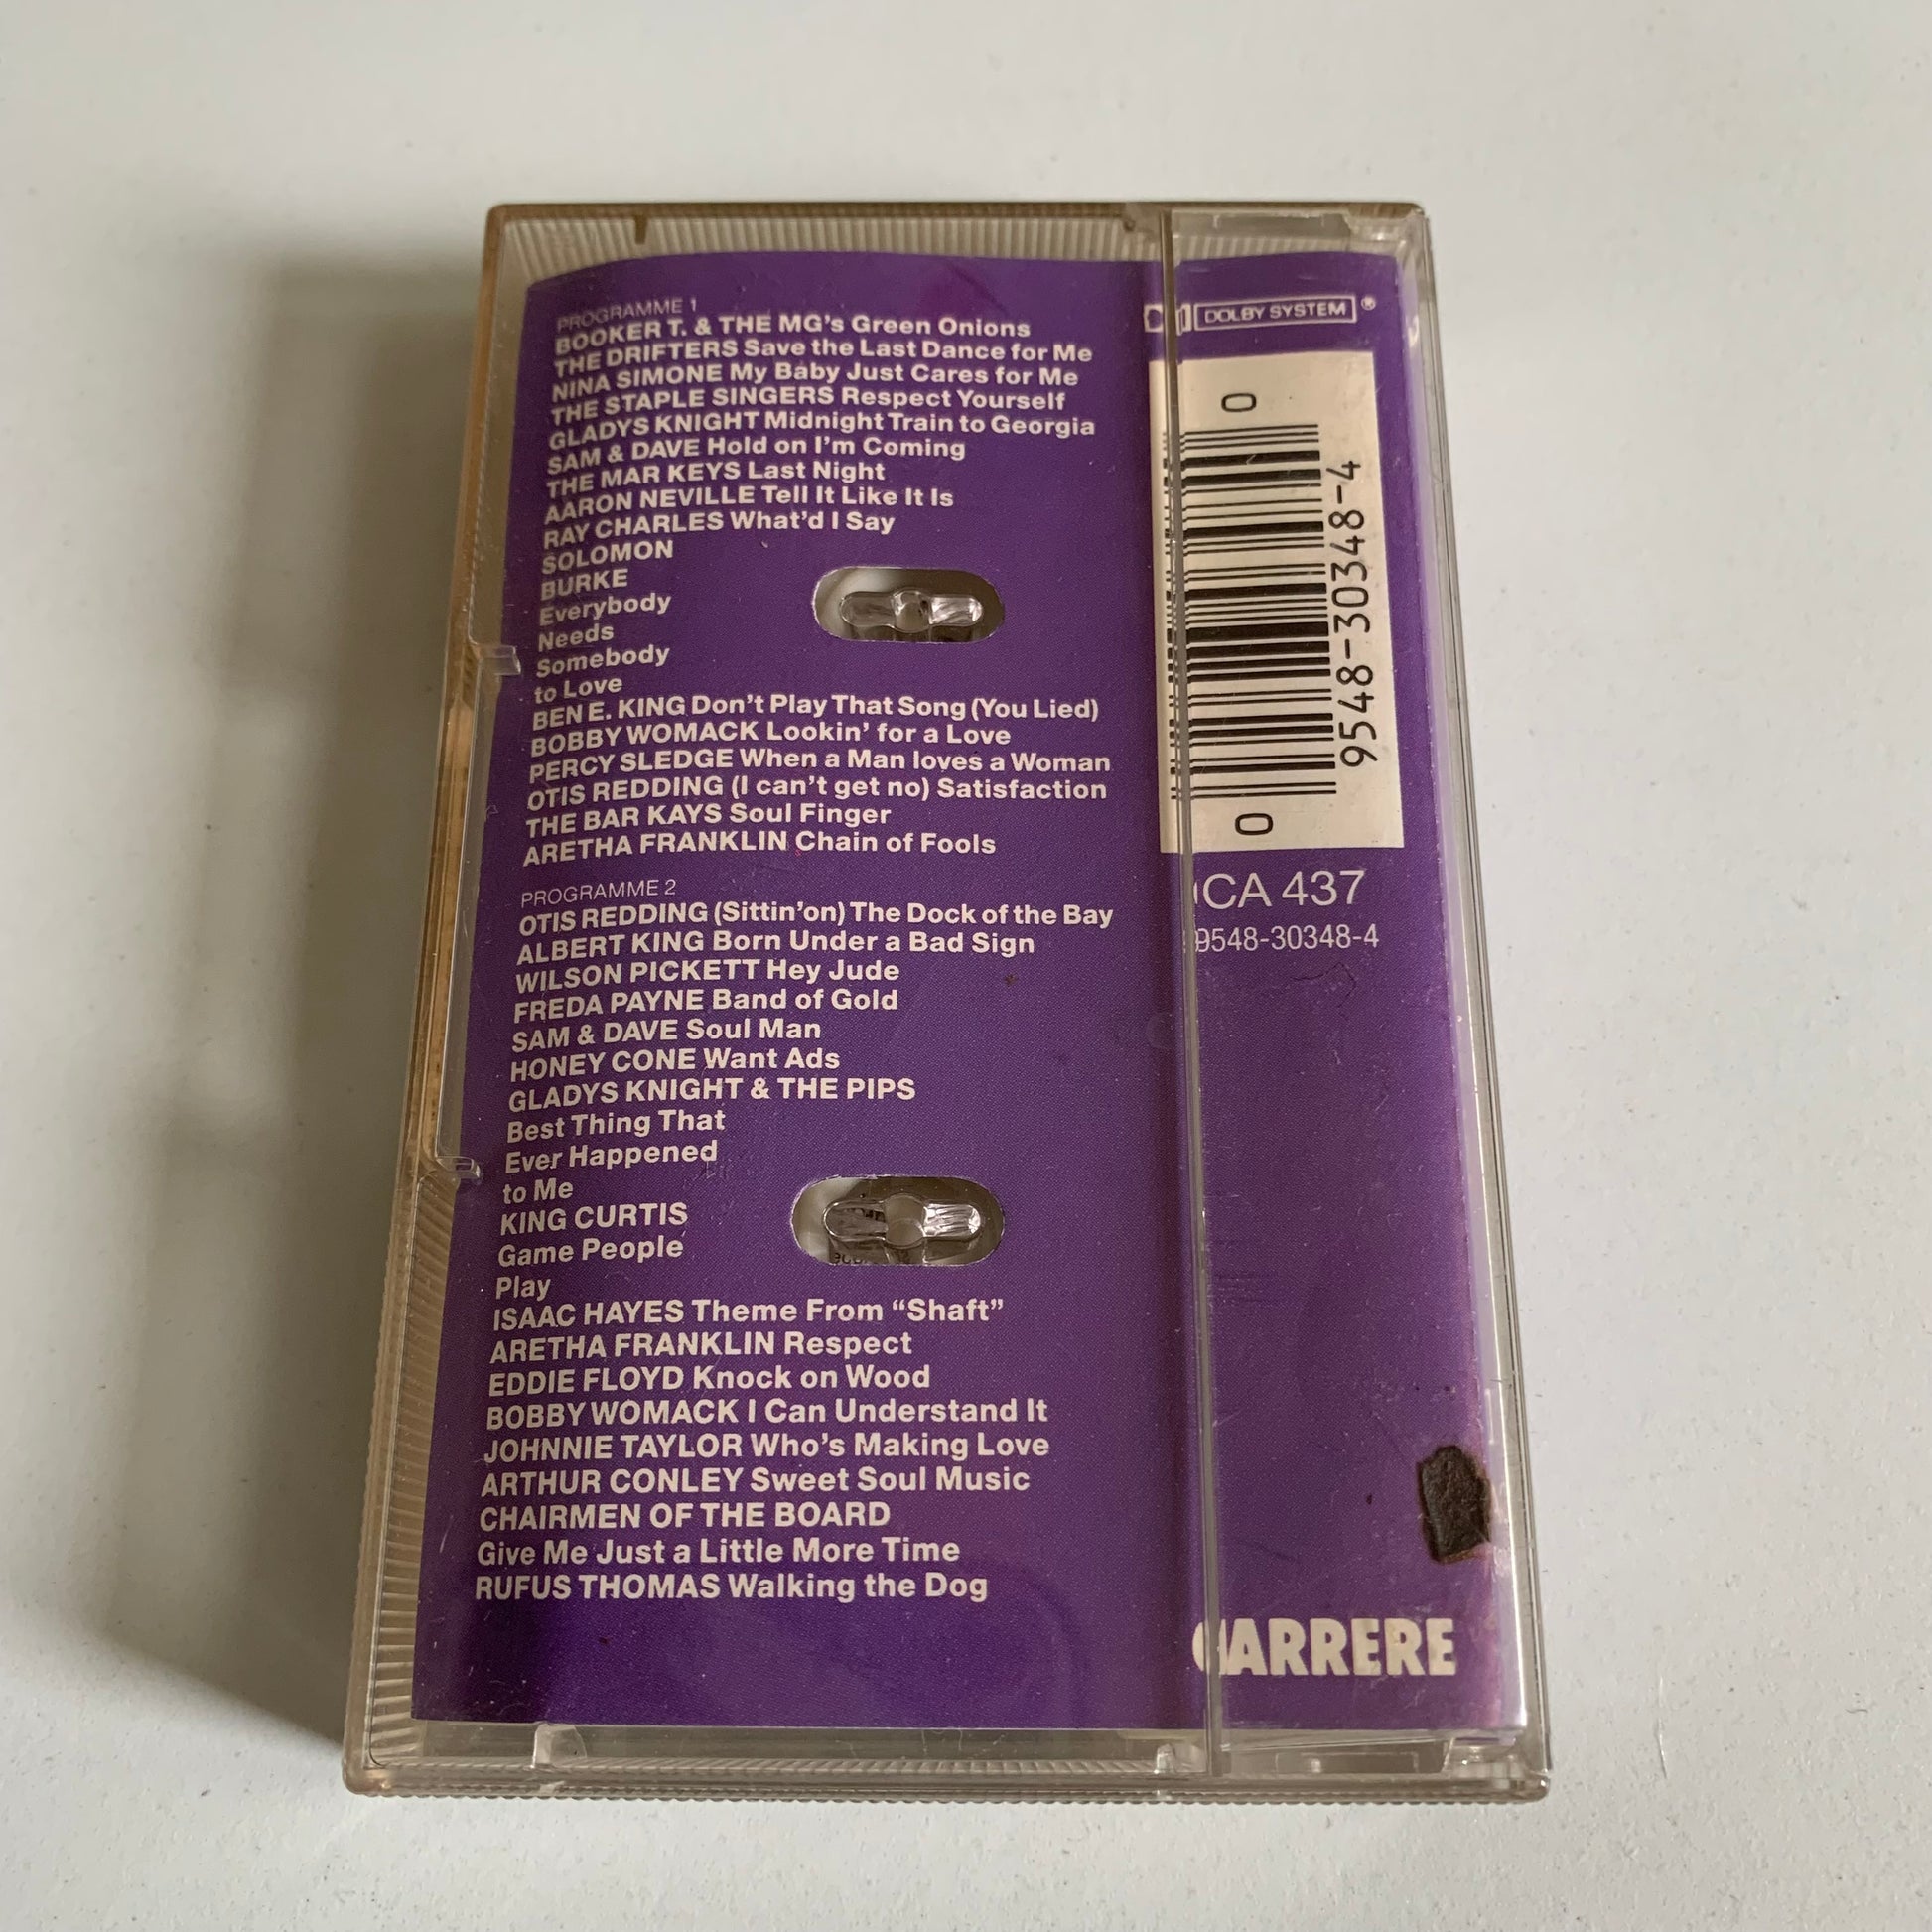 PROGRAMME 1
BOOKER T. & THE MG's Green Onions
THE DRIFTERS Save the Last Dance for Me
NINA SIMONE My Baby Just Cares for Me
THE STAPLE SINGERS Respect Yourself
GLADYS KNIGHT Midnight Train to Georgia
SAM & DAVE Hold on I'm Coming
THE MAR KEYS Last Night
AARON NEVILLE Tell It Like It Is
RAY CHARLES What'd I Say
SOLOMON
BURKE
Everybody
Needs
Somebody
to Love
BEN E. KING Don't Play That Song (You Lied)
BOBBY WOMACK Lookin' for a Love
PERCY SLEDGE When a Man loves a Woman
OTIS REDDING (I can't get no) Satisfaction
THE BAR KAYS Soul Finger
ARETHA FRANKLIN Chain of Fools
PROGRAMME 2
OTIS REDDING (Sittin'on) The Dock of the Bay
ALBERT KING Born Under a Bad Sign
WILSON PICKETT Hey Jude
FREDA PAYNE Band of Gold
SAM & DAVE Soul Man
HONEY CONE Want Ads
GLADYS KNIGHT & THE PIPS
Best Thing That
Ever Happened
to Me
KING CURTIS
Game People
Play
ISAAC HAYES Theme From “Shaft”
ARETHA FRANKLIN Respect
EDDIE FLOYD Knock on Wood
BOBBY WOMACK I Can Understand It
JOHNNIE TAYLOR Who's Making Love
ARTHUR CONLEY Sweet Soul Music
CHAIRMEN OF THE BOARD
Give Me Just a Little More Time
RUFUS THOMAS Walking the Dog
DOLBY SYSTEM ®
0
9548-30348-4
0
CA 437
9548-30348-4
CARRERE